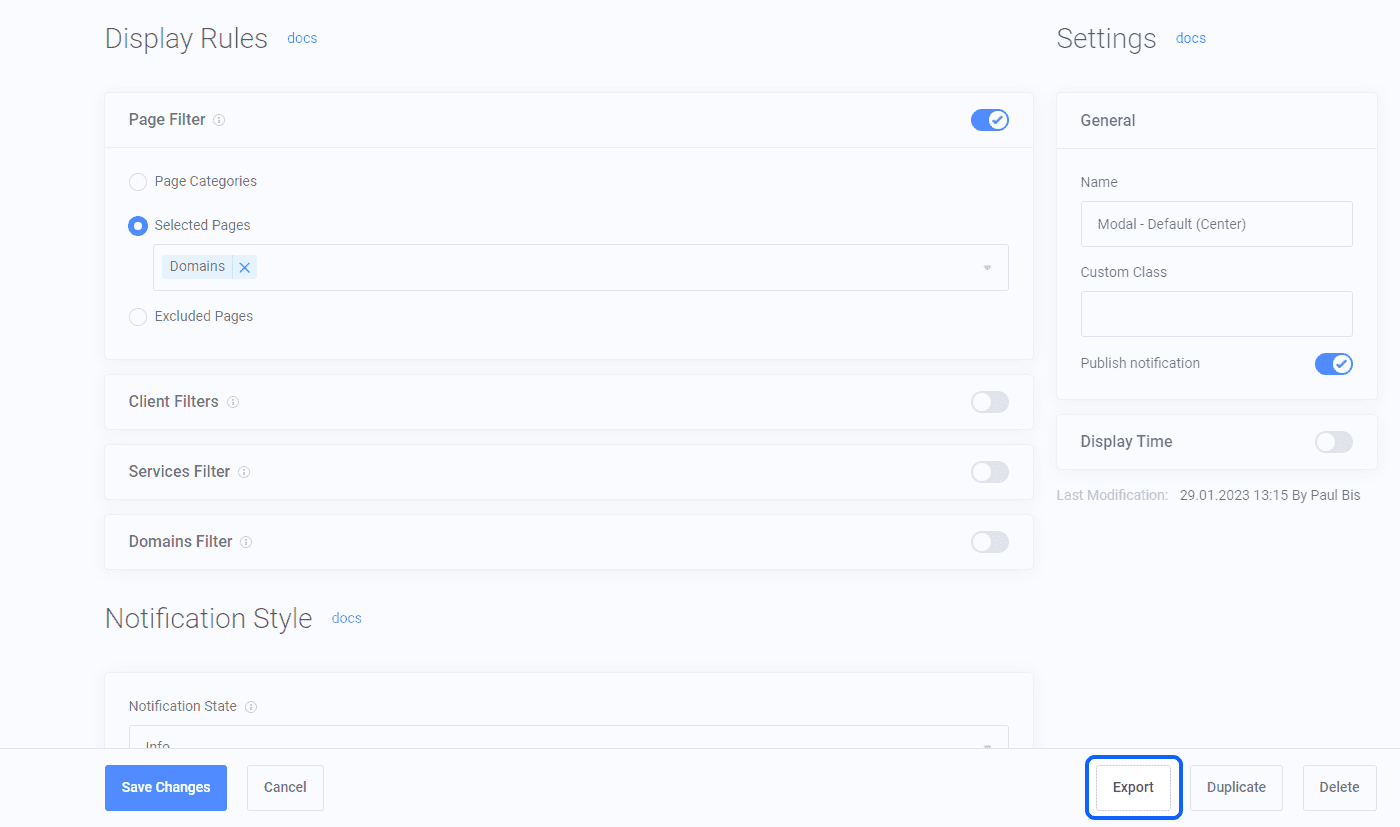 Display Rules docs
Page Filter
Page Categories
Selected Pages
Domains
Excluded Pages
Client Filters
Services Filter
Domains Filter
Notification Style docs
Notification State
Info
Settings docs
General
Name
Modal - Default (Center)
Custom Class
Publish notification
Display Time
Last Modification: 29.01.2023 13:15 By Paul Bis
Save Changes
Cancel
Export
Duplicate
Delete